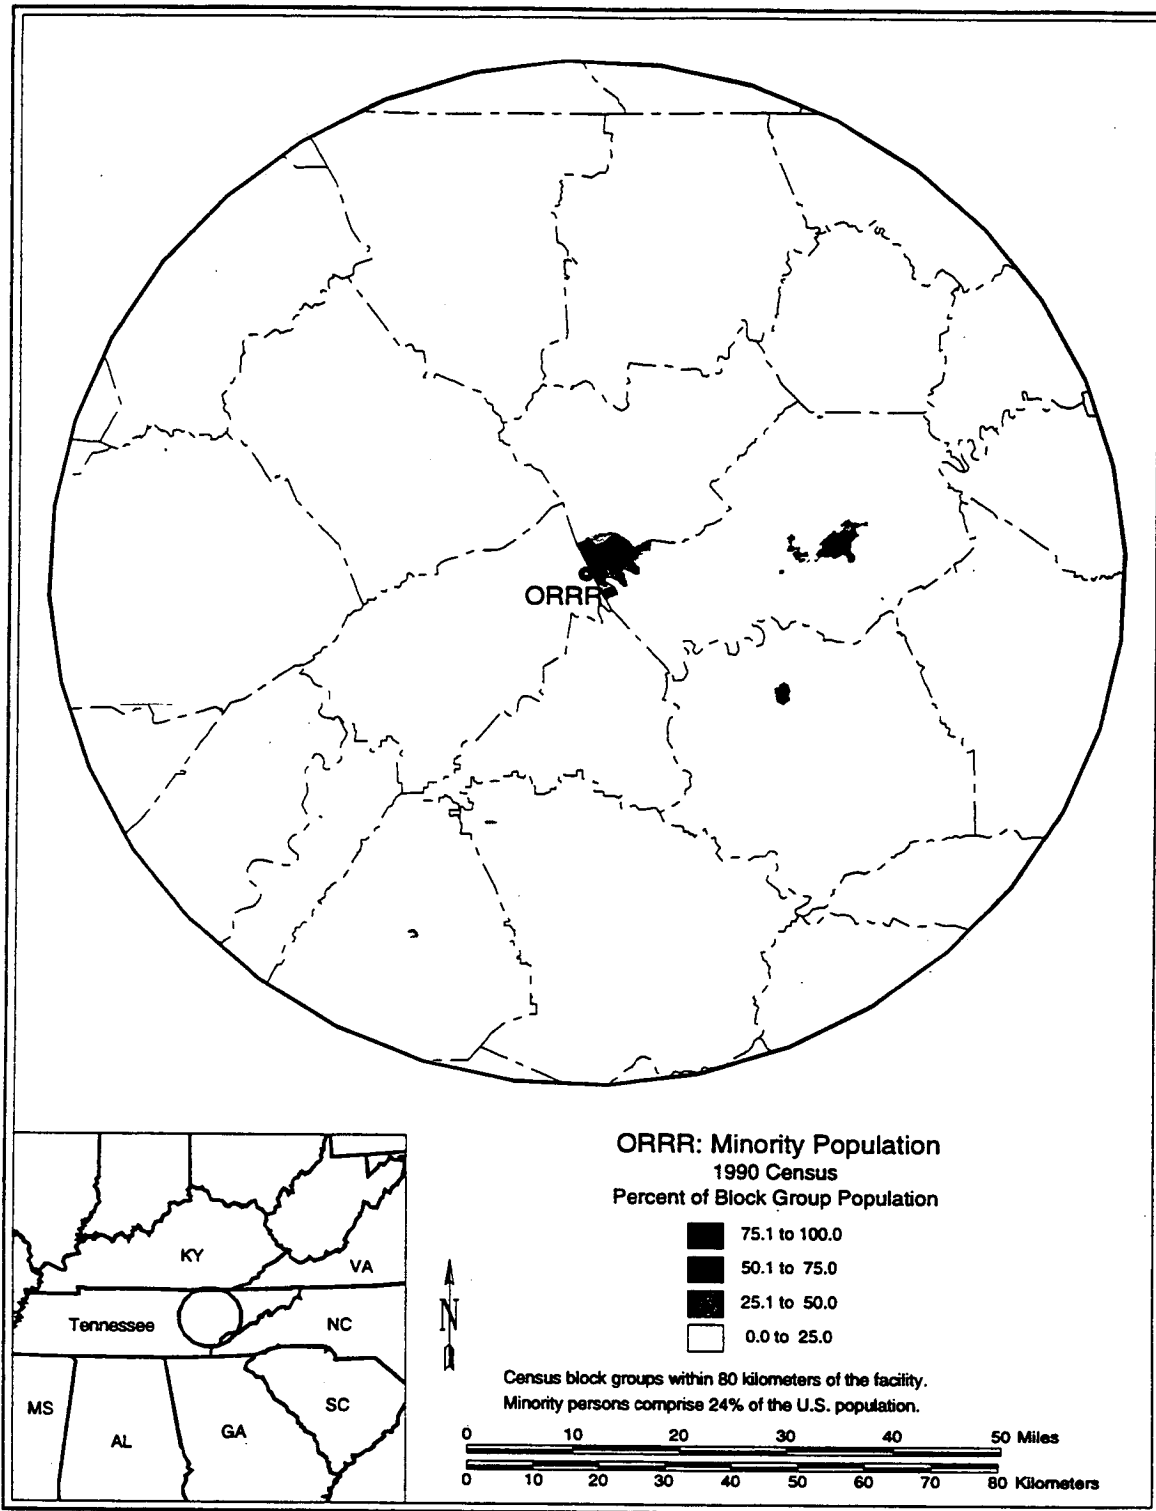 ORRR
ORRR: Minority Population
1990 Census
Percent of Block Group Population
75.1 to 100.0
50.1 to 75.0
25.1 to 50.0
0.0 to 25.0
Census block groups within 80 kilometers of the facility.
Minority persons comprise 24% of the U.S. population.
0 10 20 30 40 50 Miles
0 10 20 30 40 50 60 70 80 Kilometers
N
KY
VA
Tennessee
NC
MS
AL
GA
SC